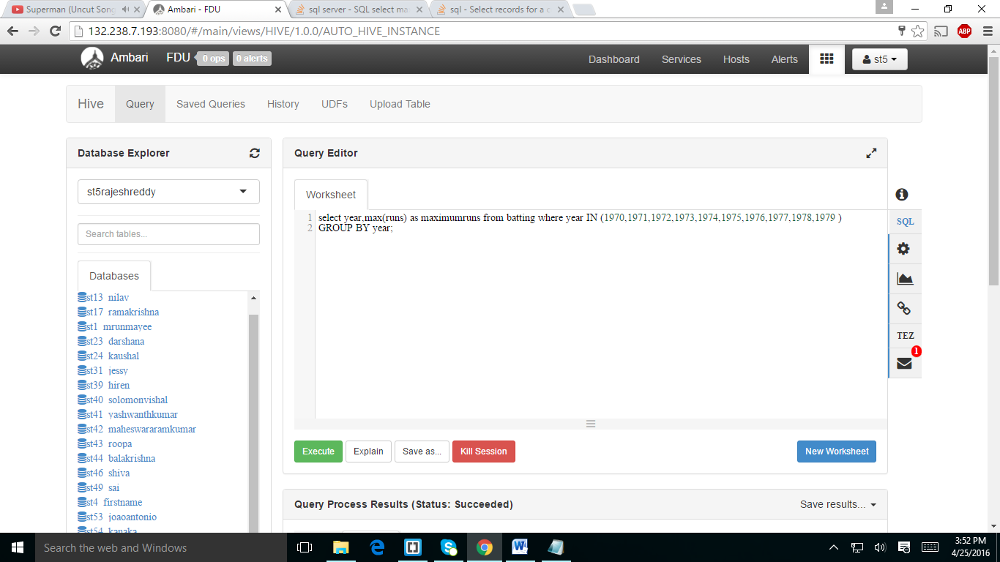 Superman (Uncut Song
Ambari - FDU
sql server - SQL select ma
sql - Select records for a c
132.238.7.193:8080/#/main/views/HIVE/1.0.0/AUTO_HIVE_INSTANCE
ABP
Ambari FDU 0 ops 0 alerts Dashboard Services Hosts Alerts st5
Hive Query Saved Queries History UDFs Upload Table
Database Explorer
st5rajeshreddy
Search tables...
Databases
st13 nilav
st17 ramakrishna
st1 mrunmayee
st23 darshana
st24 kaushal
st31 jessy
st39 hiren
st40 solomonvishal
st41 yashwanthkumar
st42 maheswararamkumar
st43 roopa
st44 balakrishna
st46 shiva
st49 sai
st4 firstname
st53 joaoantonio
st54 kanaka
Query Editor
Worksheet
1 select year,max(runs) as maximumruns from batting where year IN (1970,1971,1972,1973,1974,1975,1976,1977,1978,1979 )
2 GROUP BY year;
SQL
TEZ
1
Execute Explain Save as... Kill Session New Worksheet
Query Process Results (Status: Succeeded) Save results...
Search the web and Windows
3:52 PM
4/25/2016